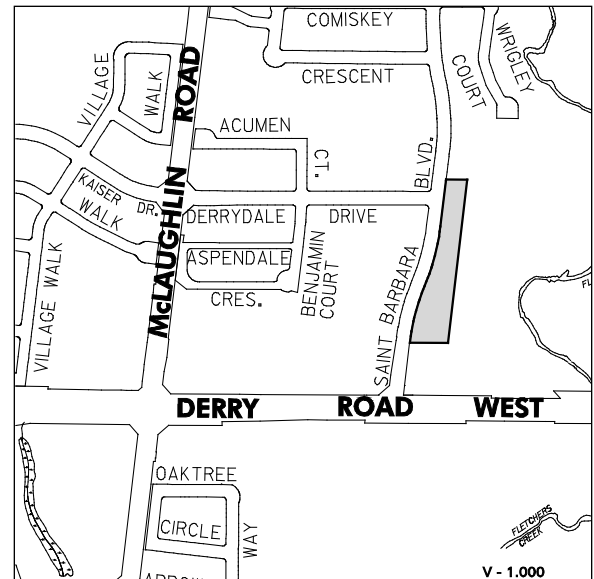 COMISKEY
WRIGLEY
COURT
CRESCENT
VILLAGE
WALK
McLAUGHLIN ROAD
ACUMEN
CT.
BLVD.
KAISER DR.
WALK
DERRYDALE DRIVE
ASPENDALE
CRES.
BENJAMIN
COURT
SAINT BARBARA
VILLAGE WALK
DERRY ROAD WEST
OAKTREE
CIRCLE
WAY
FLETCHERS
CREEK
V - 1.000